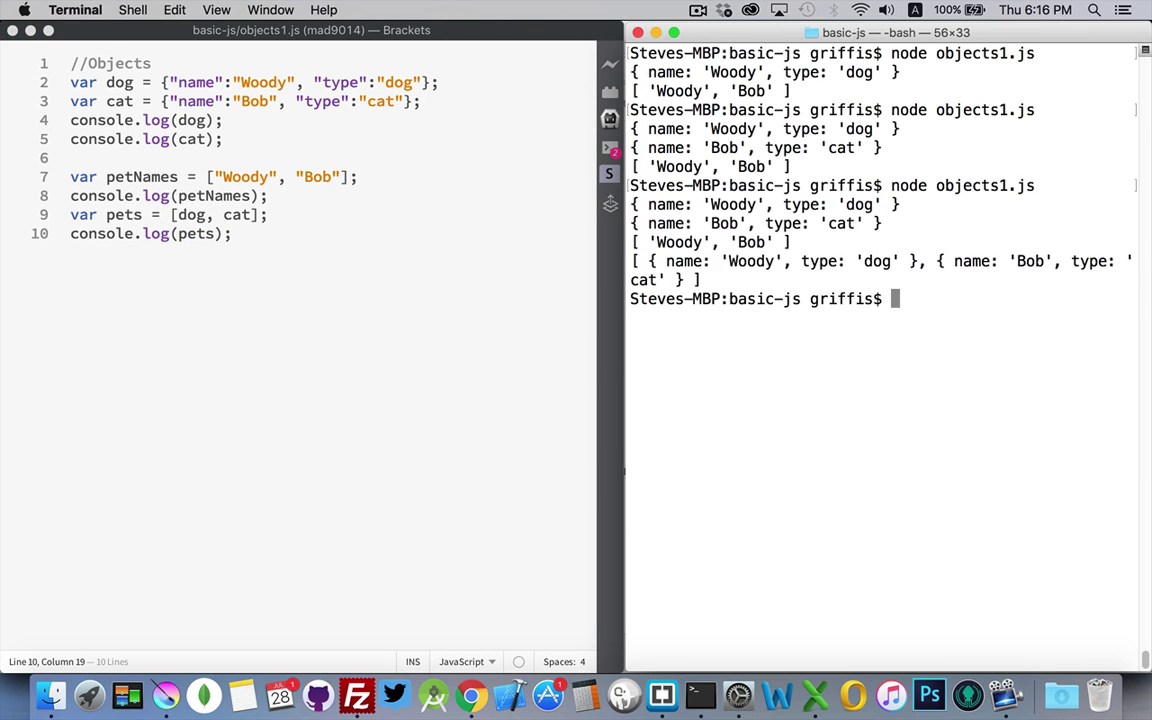 Terminal Shell Edit View Window Help 100% Thu 6:16 PM
basic-js/objects1.js (mad9014) — Brackets
1 //Objects
2 var dog = {"name":"Woody", "type":"dog"};
3 var cat = {"name":"Bob", "type":"cat"};
4 console.log(dog);
5 console.log(cat);
6
7 var petNames = ["Woody", "Bob"];
8 console.log(petNames);
9 var pets = [dog, cat];
10 console.log(pets);
Line 10, Column 19 — 10 Lines
INS JavaScript Spaces: 4
basic-js — -bash — 56×33
Steves-MBP:basic-js griffis$ node objects1.js
{ name: 'Woody', type: 'dog' }
[ 'Woody', 'Bob' ]
Steves-MBP:basic-js griffis$ node objects1.js
{ name: 'Woody', type: 'dog' }
{ name: 'Bob', type: 'cat' }
[ 'Woody', 'Bob' ]
Steves-MBP:basic-js griffis$ node objects1.js
{ name: 'Woody', type: 'dog' }
{ name: 'Bob', type: 'cat' }
[ 'Woody', 'Bob' ]
[ { name: 'Woody', type: 'dog' }, { name: 'Bob', type: '
cat' } ]
Steves-MBP:basic-js griffis$